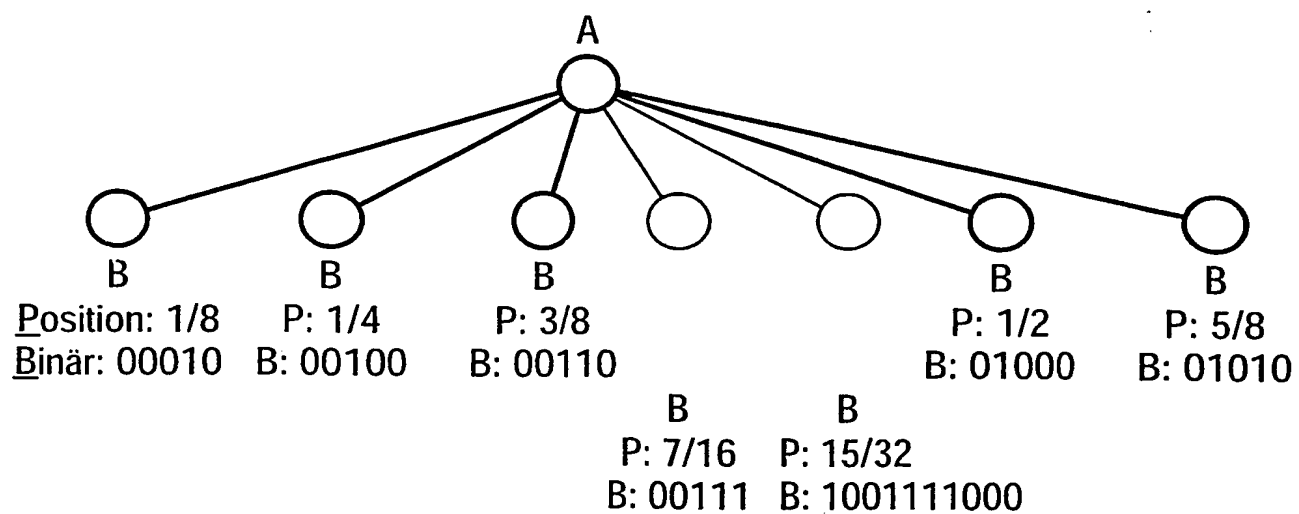 A
B
Position: 1/8
Binär: 00010
B
P: 1/4
B: 00100
B
P: 3/8
B: 00110
B
P: 7/16
B: 00111
B
P: 15/32
B: 1001111000
B
P: 1/2
B: 01000
B
P: 5/8
B: 01010